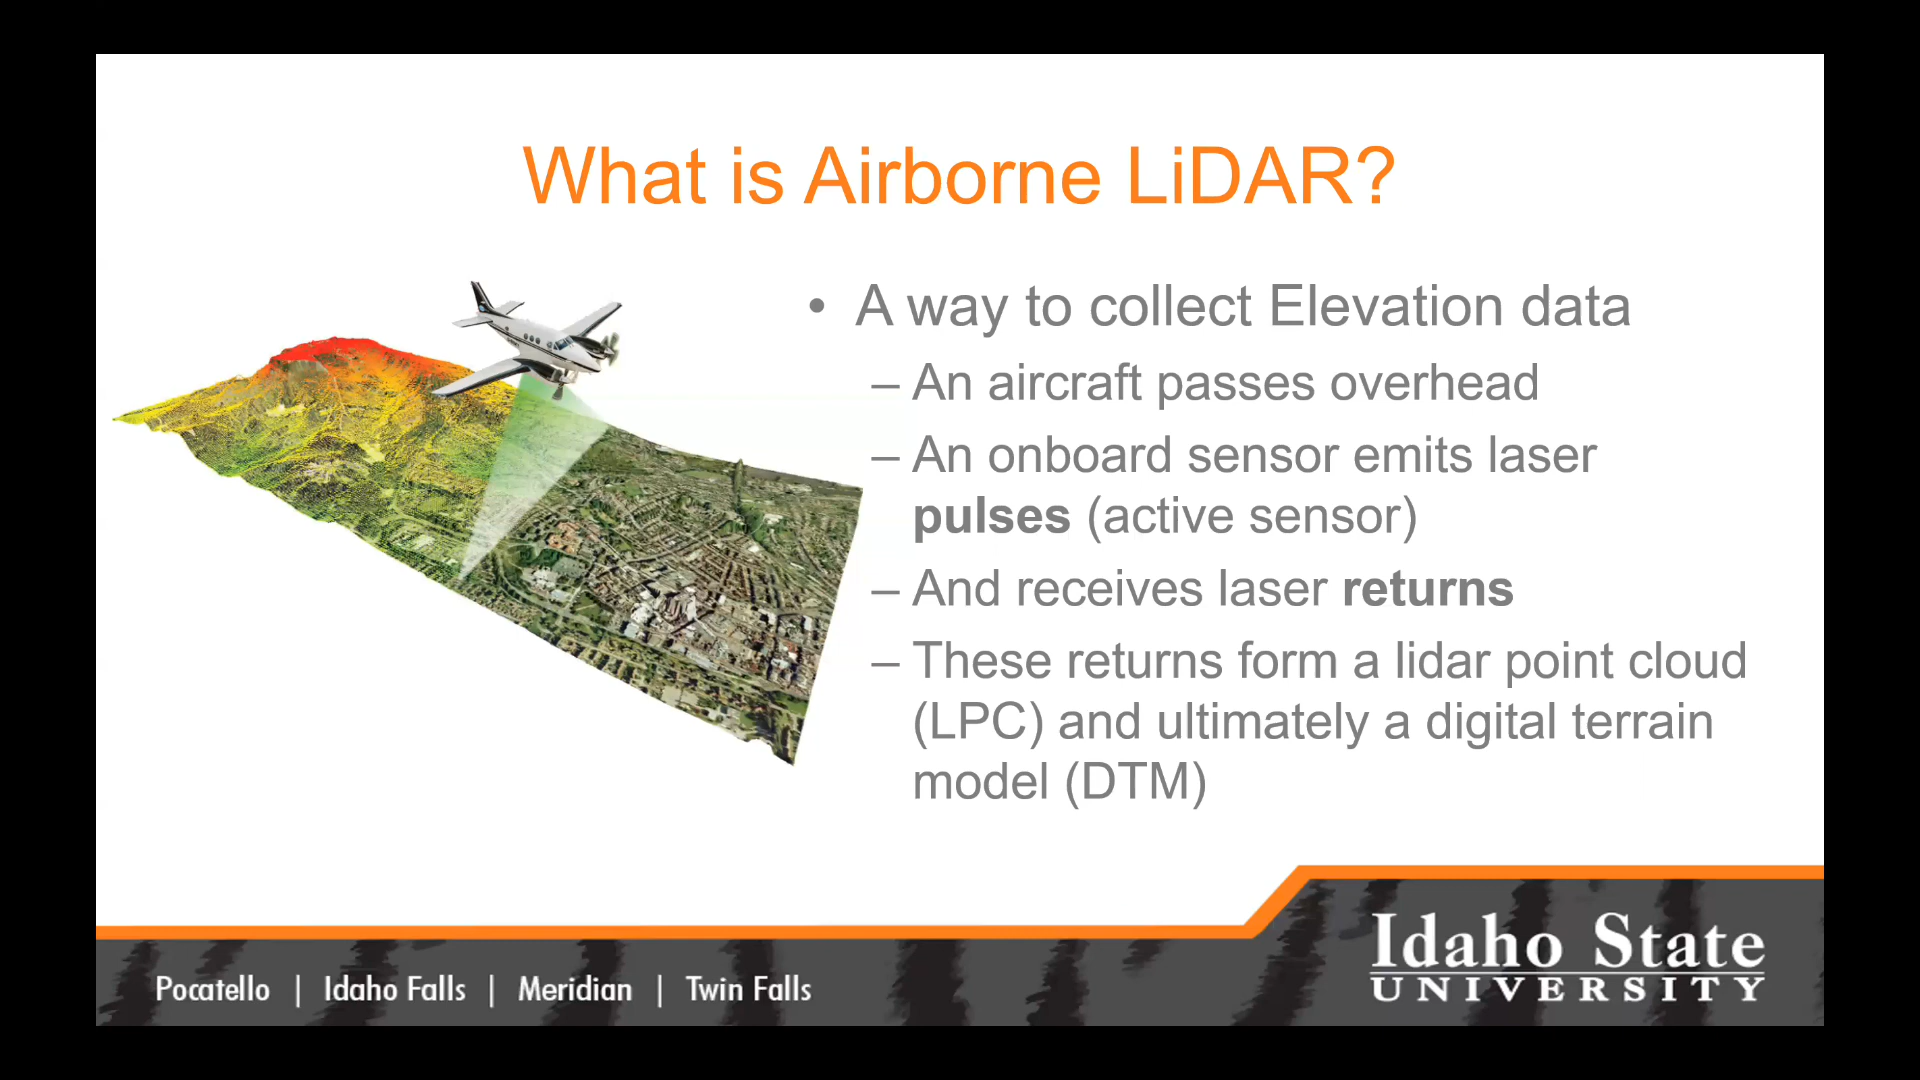 What is Airborne LiDAR?
• A way to collect Elevation data
– An aircraft passes overhead
– An onboard sensor emits laser
pulses (active sensor)
– And receives laser returns
– These returns form a lidar point cloud
(LPC) and ultimately a digital terrain
model (DTM)
Pocatello | Idaho Falls | Meridian | Twin Falls
Idaho State
UNIVERSITY